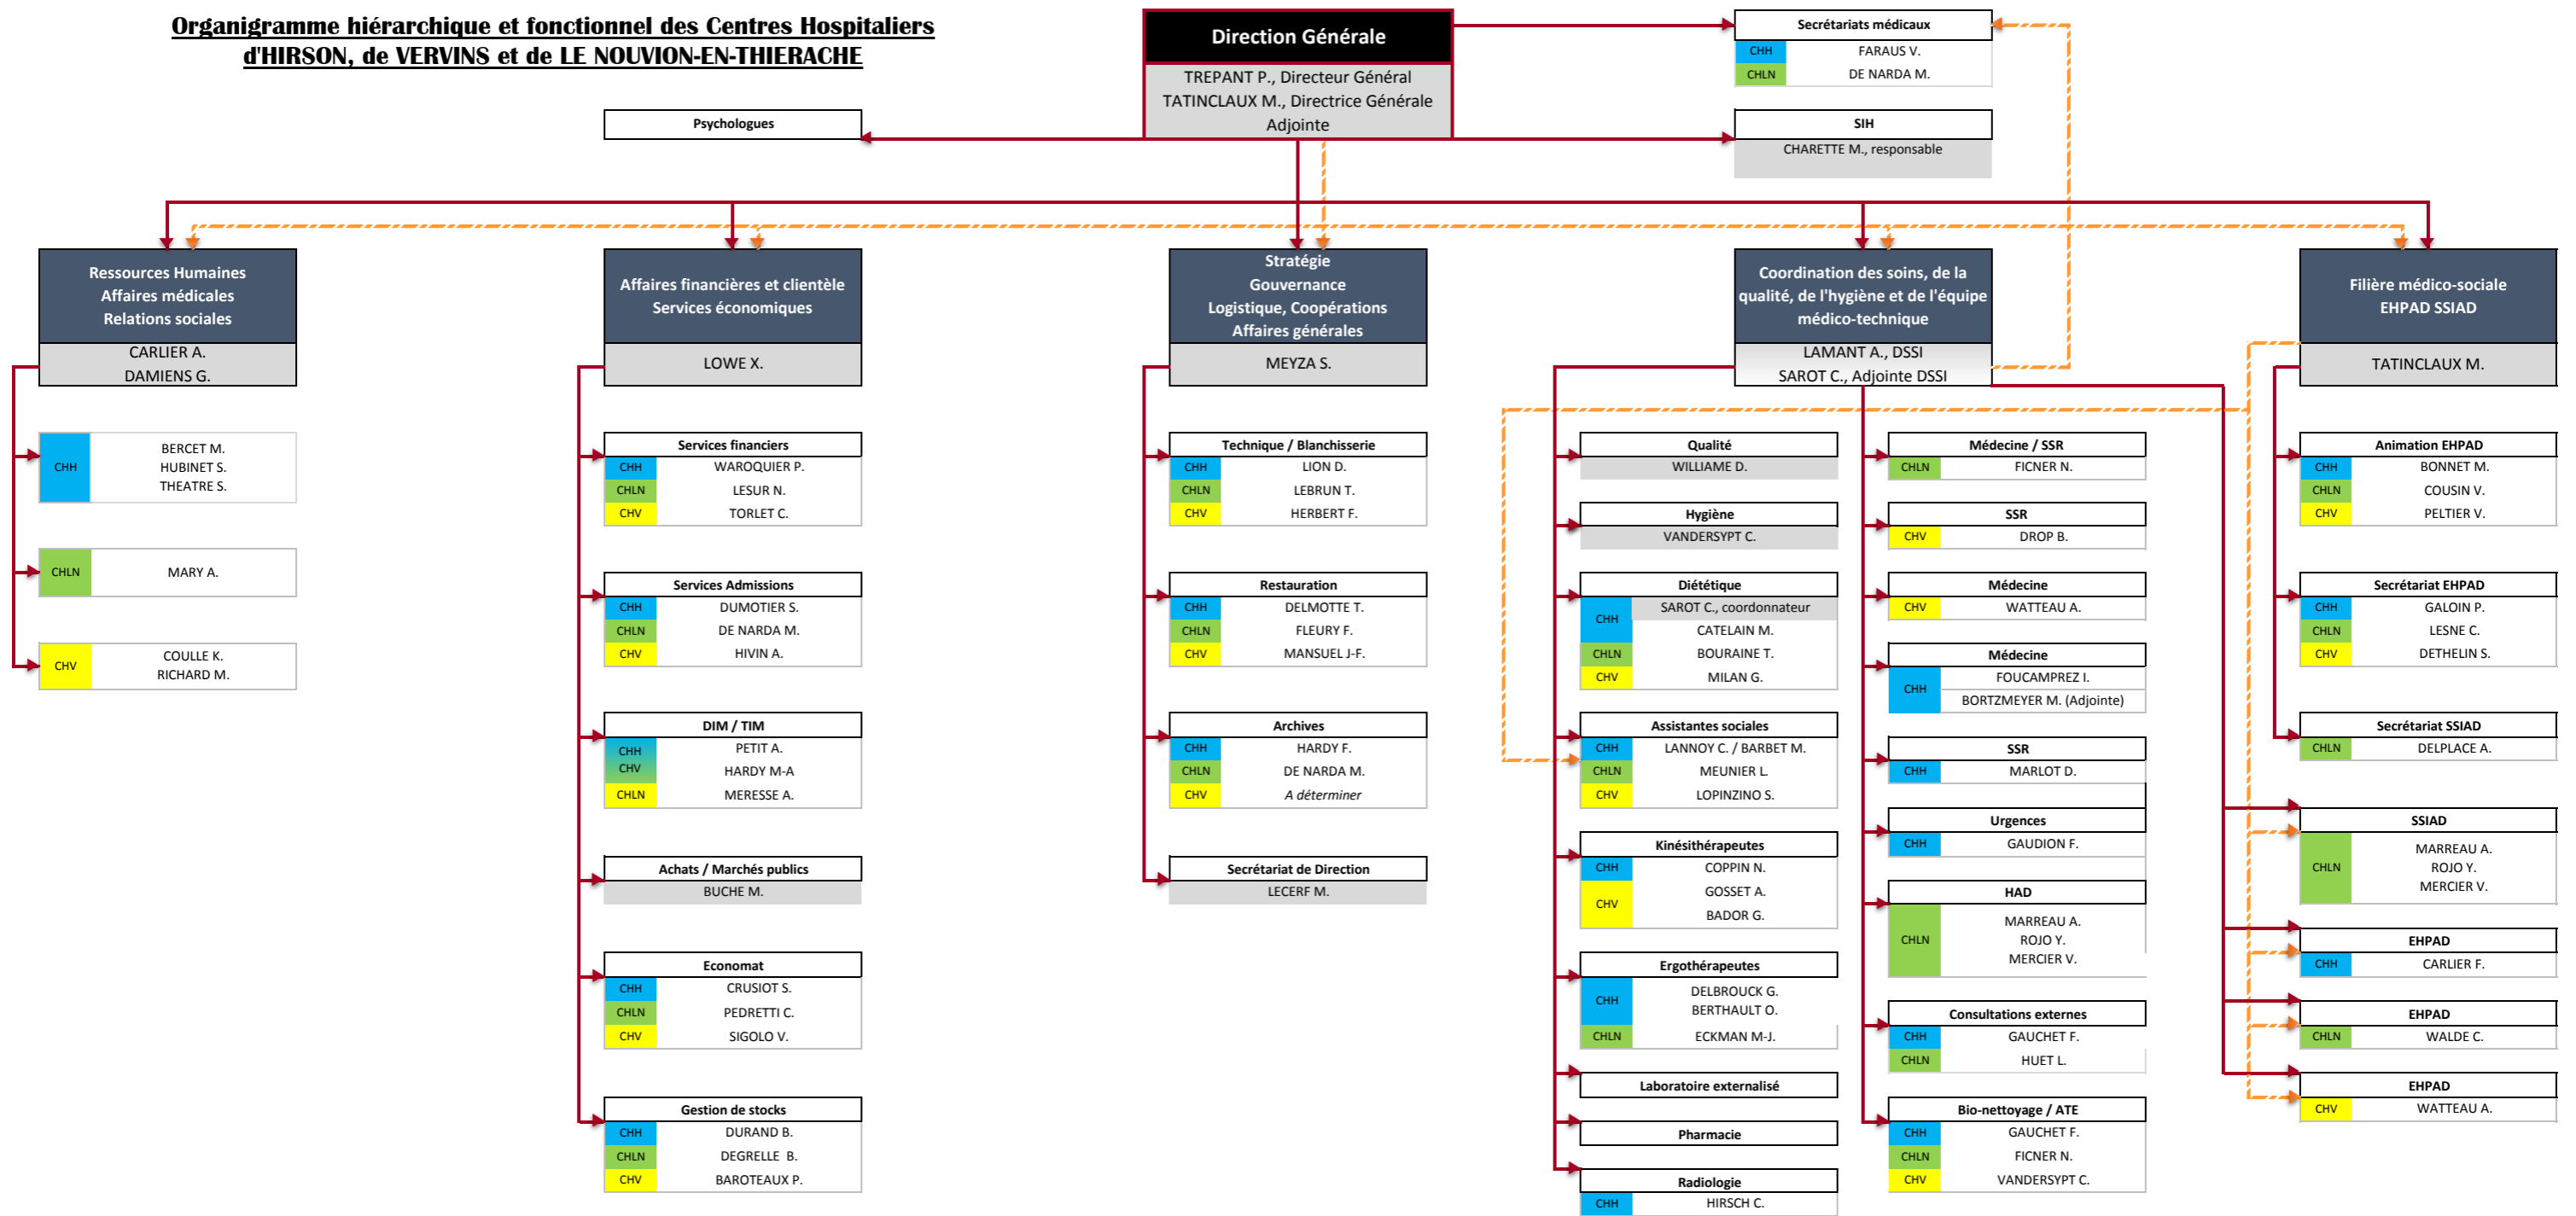 Organigramme hiérarchique et fonctionnel des Centres Hospitaliers
d'HIRSON, de VERVINS et de LE NOUVION-EN-THIERACHE
Direction Générale
TREPANT P., Directeur Général
TATINCLAUX M., Directrice Générale
Adjointe
Secrétariats médicaux
CHH FARAUS V.
CHLN DE NARDA M.
Psychologues
SIH
CHARETTE M., responsable
Ressources Humaines
Affaires médicales
Relations sociales
CARLIER A.
DAMIENS G.
CHH
BERCET M.
HUBINET S.
THEATRE S.
CHLN MARY A.
CHV
COULLE K.
RICHARD M.
Affaires financières et clientèle
Services économiques
LOWE X.
Services financiers
CHH WAROQUIER P.
CHLN LESUR N.
CHV TORLET C.
Services Admissions
CHH DUMOTIER S.
CHLN DE NARDA M.
CHV HIVIN A.
DIM / TIM
CHH PETIT A.
CHV HARDY M-A
CHLN MERESSE A.
Achats / Marchés publics
BUCHE M.
Economat
CHH CRUSIOT S.
CHLN PEDRETTI C.
CHV SIGOLO V.
Gestion de stocks
CHH DURAND B.
CHLN DEGRELLE B.
CHV BAROTEAUX P.
Stratégie
Gouvernance
Logistique, Coopérations
Affaires générales
MEYZA S.
Technique / Blanchisserie
CHH LION D.
CHLN LEBRUN T.
CHV HERBERT F.
Restauration
CHH DELMOTTE T.
CHLN FLEURY F.
CHV MANSUEL J-F.
Archives
CHH HARDY F.
CHLN DE NARDA M.
CHV A déterminer
Secrétariat de Direction
LECERF M.
Coordination des soins, de la
qualité, de l'hygiène et de l'équipe
médico-technique
LAMANT A., DSSI
SAROT C., Adjointe DSSI
Qualité
WILLIAME D.
Hygiène
VANDERSYPT C.
Diététique
CHH
SAROT C., coordonnateur
CATELAIN M.
CHLN BOURAINE T.
CHV MILAN G.
Assistantes sociales
CHH LANNOY C. / BARBET M.
CHLN MEUNIER L.
CHV LOPINZINO S.
Kinésithérapeutes
CHH COPPIN N.
CHV
GOSSET A.
BADOR G.
Ergothérapeutes
CHH
DELBROUCK G.
BERTHAULT O.
CHLN ECKMAN M-J.
Laboratoire externalisé
Pharmacie
Radiologie
CHH HIRSCH C.
Médecine / SSR
CHLN FICNER N.
SSR
CHV DROP B.
Médecine
CHV WATTEAU A.
Médecine
CHH
FOUCAMPREZ I.
BORTZMEYER M. (Adjointe)
SSR
CHH MARLOT D.
Urgences
CHH GAUDION F.
HAD
CHLN
MARREAU A.
ROJO Y.
MERCIER V.
Consultations externes
CHH GAUCHET F.
CHLN HUET L.
Bio-nettoyage / ATE
CHH GAUCHET F.
CHLN FICNER N.
CHV VANDERSYPT C.
Filière médico-sociale
EHPAD SSIAD
TATINCLAUX M.
Animation EHPAD
CHH BONNET M.
CHLN COUSIN V.
CHV PELTIER V.
Secrétariat EHPAD
CHH GALOIN P.
CHLN LESNE C.
CHV DETHELIN S.
Secrétariat SSIAD
CHLN DELPLACE A.
SSIAD
CHLN
MARREAU A.
ROJO Y.
MERCIER V.
EHPAD
CHH CARLIER F.
EHPAD
CHLN WALDE C.
EHPAD
CHV WATTEAU A.